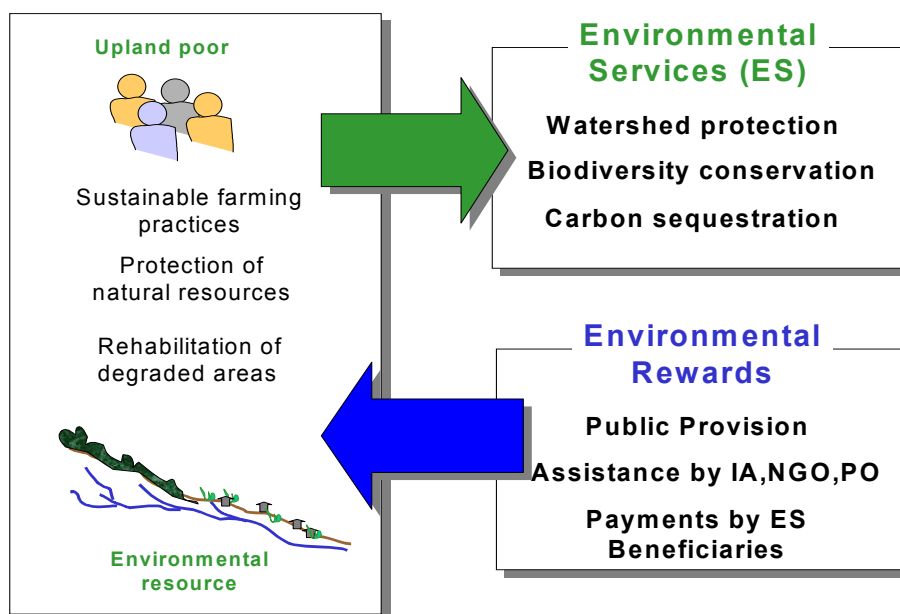 Upland poor
Sustainable farming
practices
Protection of
natural resources
Rehabilitation of
degraded areas
Environmental
resource
Environmental
Services (ES)
Watershed protection
Biodiversity conservation
Carbon sequestration
Environmental
Rewards
Public Provision
Assistance by IA,NGO,PO
Payments by ES
Beneficiaries